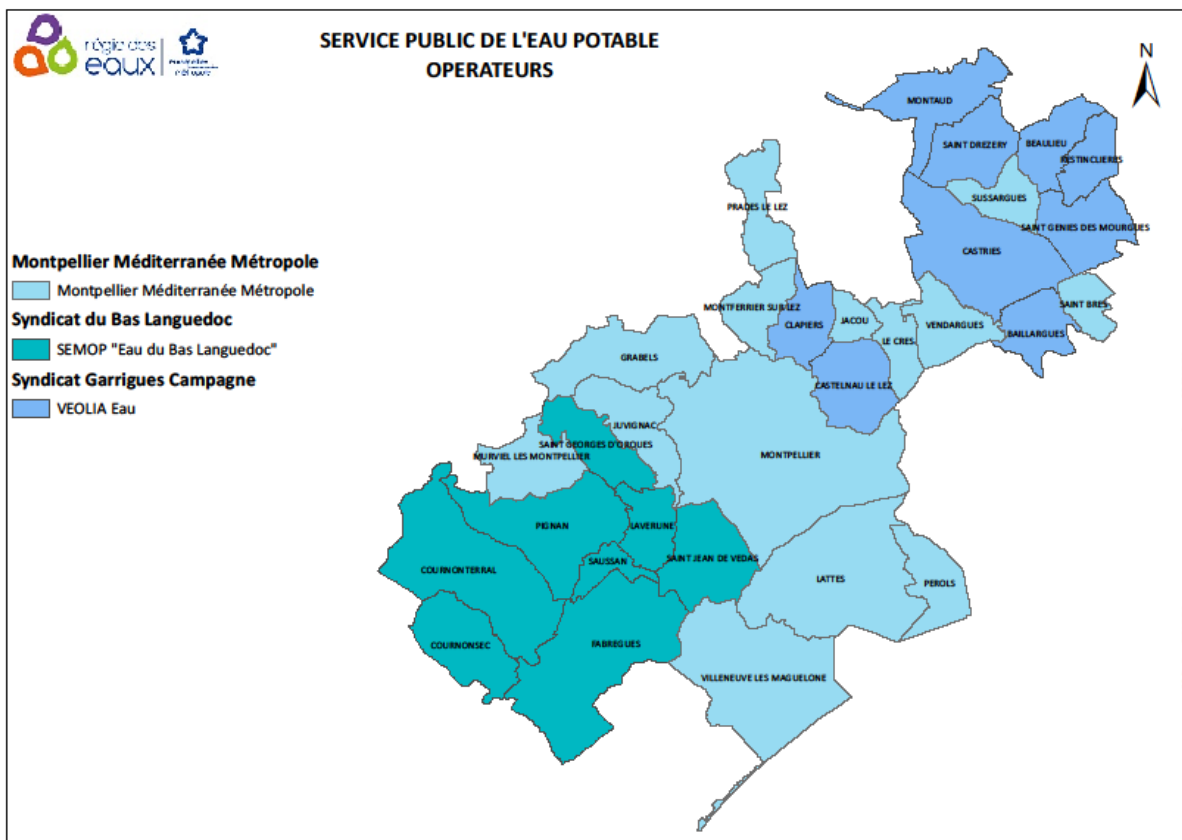 régie des
eaux
SERVICE PUBLIC DE L'EAU POTABLE
OPERATEURS
N
Montpellier Méditerranée Métropole
Montpellier Méditerranée Métropole
Syndicat du Bas Languedoc
SEMOP "Eau du Bas Languedoc"
Syndicat Garrigues Campagne
VEOLIA Eau
MONTAUD
SAINT DREZERY
BEAULIEU
RESTINCLIERES
SUSSARGUES
PRADES LE LEZ
SAINT GENIES DES MOURGUES
CASTRIES
MONTFERRIER SUR LEZ
SAINT BRES
CLAPIERS
JACOU
VENDARGUES
BAILLARGUES
LE CRES
GRABELS
CASTELNAU LE LEZ
JUVIGNAC
SAINT GEORGES D'ORQUES
MURVIEL LES MONTPELLIER
MONTPELLIER
PIGNAN
LAVERUNE
SAINT JEAN DE VEDAS
SAUSSAN
COURNONTERRAL
LATTES
PEROLS
COURNONSEC
FABREGUES
VILLENEUVE LES MAGUELONE